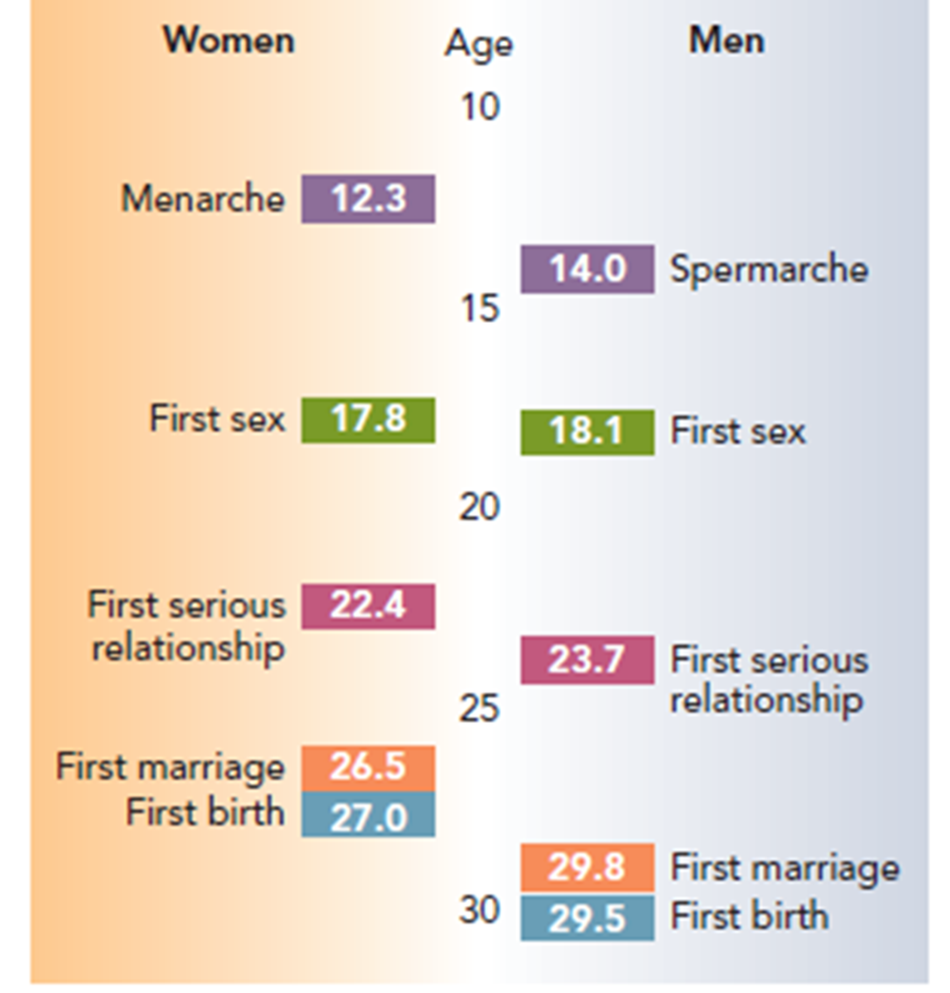 Women Age Men
10
Menarche 12.3
14.0 Spermarche
15
First sex 17.8
18.1 First sex
20
First serious 22.4
relationship
23.7 First serious
relationship
25
First marriage 26.5
First birth 27.0
29.8 First marriage
30 29.5 First birth